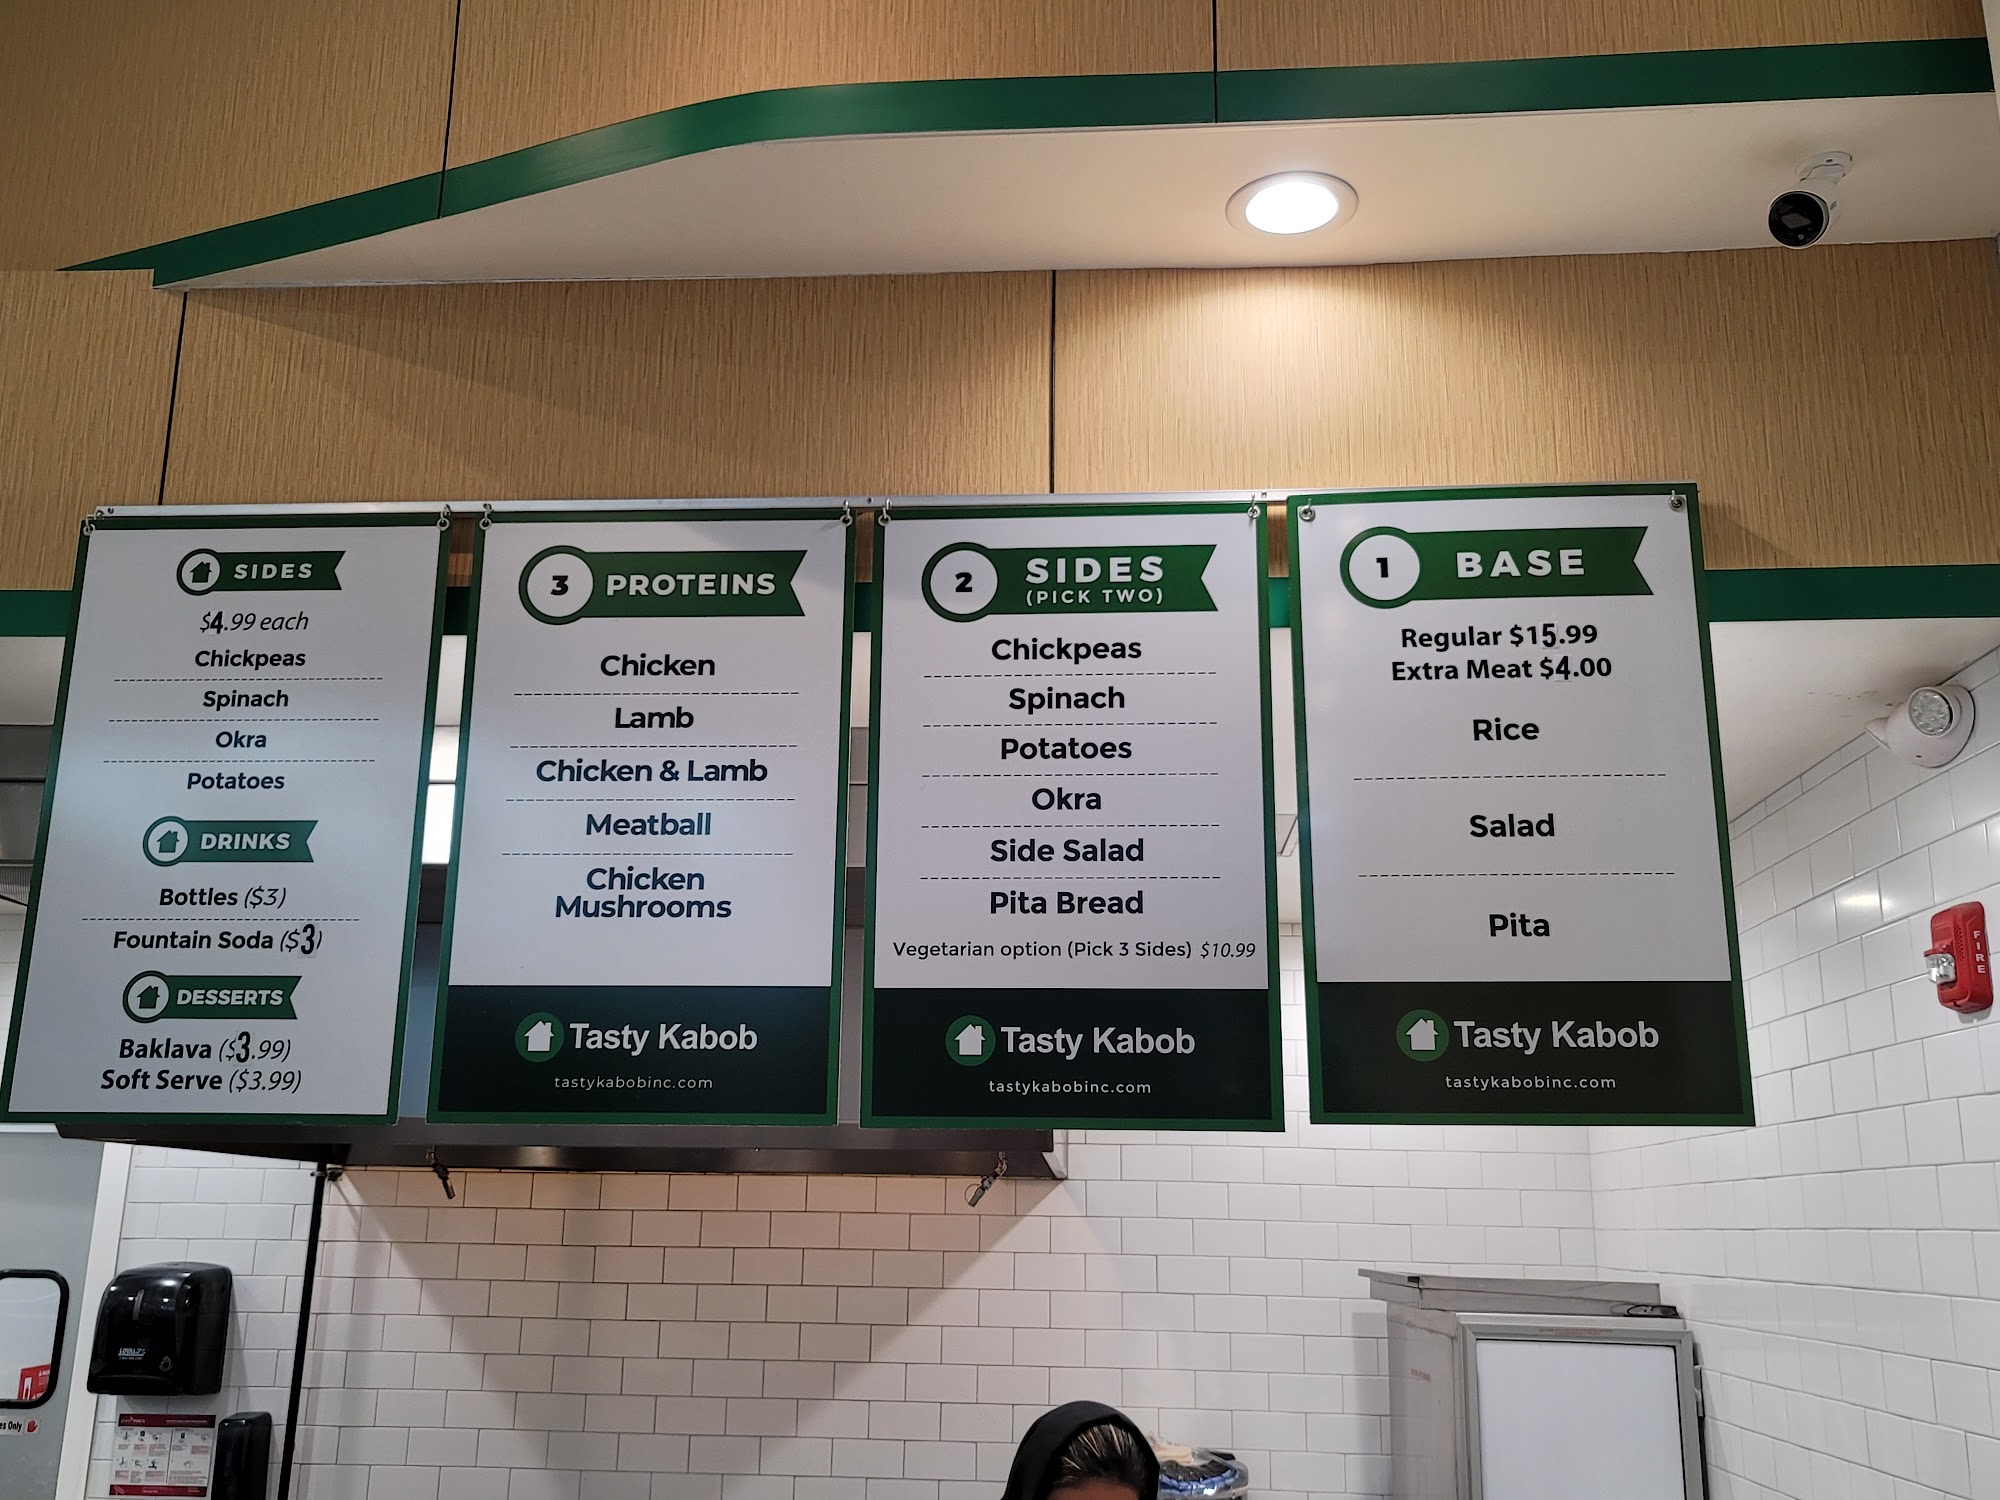 SIDES
$4.99 each
Chickpeas
Spinach
Okra
Potatoes
DRINKS
Bottles ($3)
Fountain Soda ($3)
DESSERTS
Baklava ($3.99)
Soft Serve ($3.99)
3 PROTEINS
Chicken
Lamb
Chicken & Lamb
Meatball
Chicken
Mushrooms
Tasty Kabob
tastykabobinc.com
2 SIDES
(PICK TWO)
Chickpeas
Spinach
Potatoes
Okra
Side Salad
Pita Bread
Vegetarian option (Pick 3 Sides) $10.99
Tasty Kabob
tastykabobinc.com
1 BASE
Regular $15.99
Extra Meat $4.00
Rice
Salad
Pita
Tasty Kabob
tastykabobinc.com
FIRE
Only